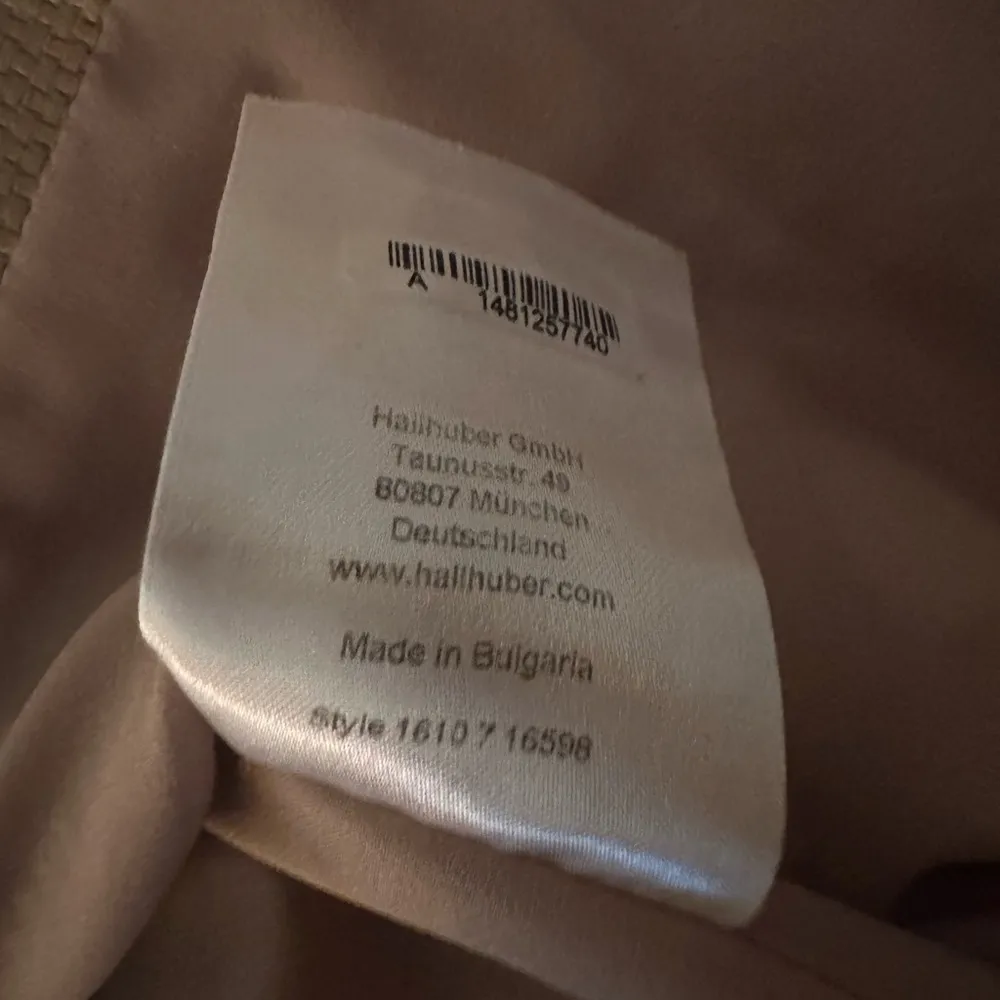 A 1481257740
Hallhuber GmbH
Taunusstr. 49
80807 München
Deutschland
www.hallhuber.com
Made in Bulgaria
Style 1610 7 16598